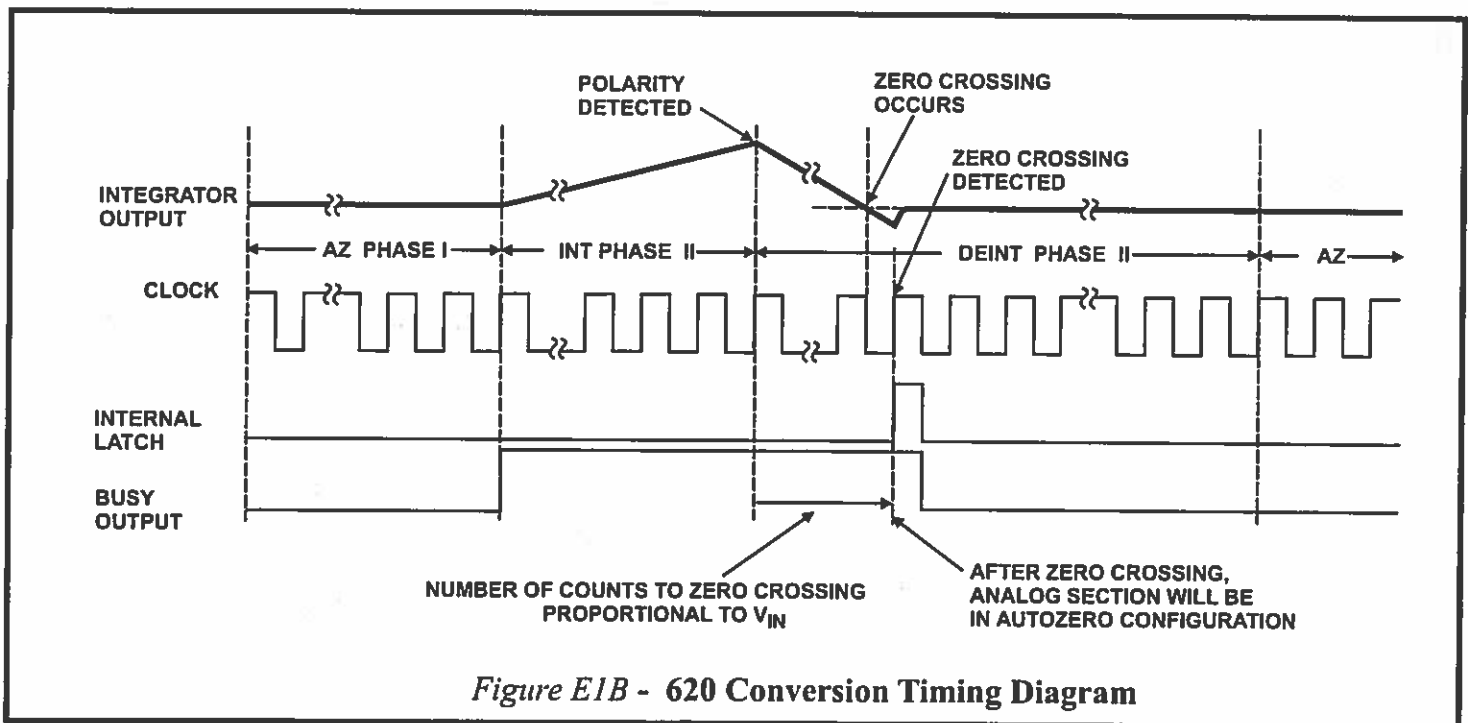 POLARITY
DETECTED
ZERO CROSSING
OCCURS
ZERO CROSSING
DETECTED
INTEGRATOR
OUTPUT
AZ PHASE I
INT PHASE II
DEINT PHASE II
AZ
CLOCK
INTERNAL
LATCH
BUSY
OUTPUT
NUMBER OF COUNTS TO ZERO CROSSING
PROPORTIONAL TO VIN
AFTER ZERO CROSSING,
ANALOG SECTION WILL BE
IN AUTOZERO CONFIGURATION
Figure E1B - 620 Conversion Timing Diagram